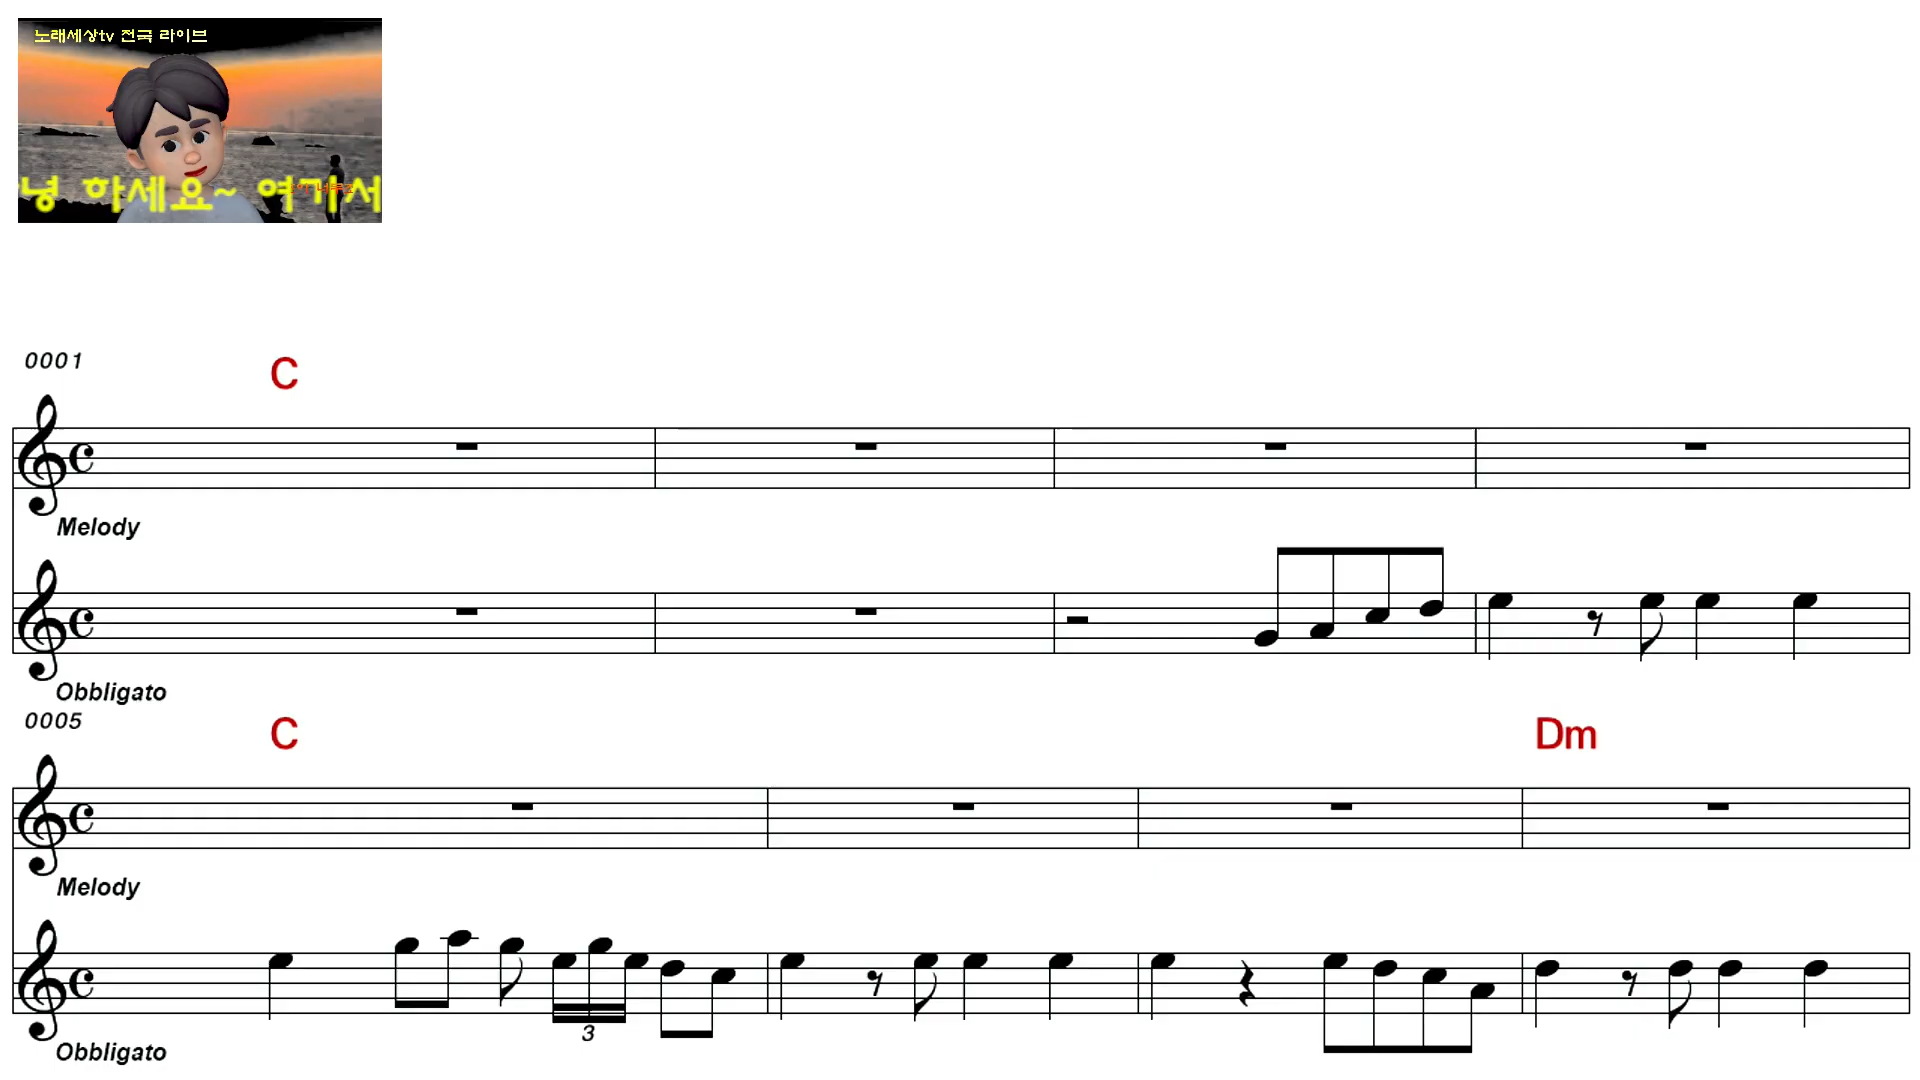 노래세상tv 전국 라이브
녕 하세요~ 여기서
0001
C
Melody
Obbligato
0005
C Dm
Melody
3
Obbligato